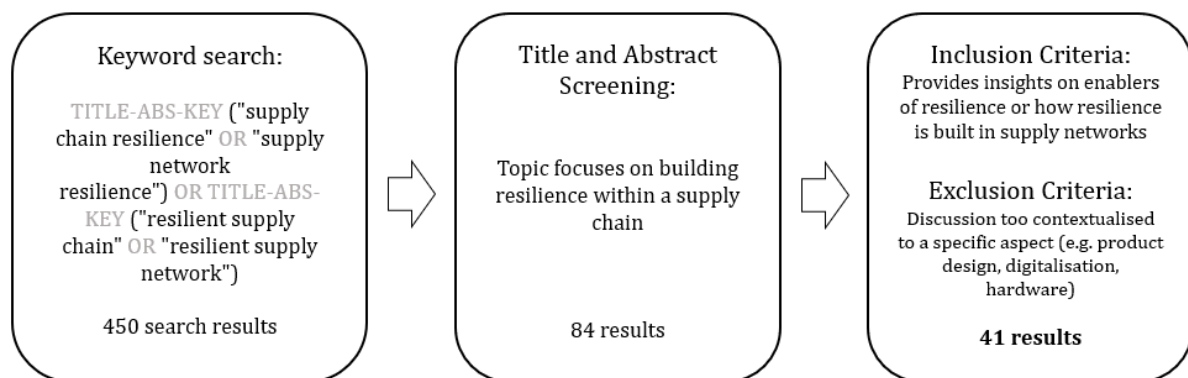 Keyword search:
TITLE-ABS-KEY ("supply
chain resilience" OR "supply
network
resilience") OR TITLE-ABS-
KEY ("resilient supply
chain" OR "resilient supply
network")
450 search results
Title and Abstract
Screening:
Topic focuses on building
resilience within a supply
chain
84 results
Inclusion Criteria:
Provides insights on enablers
of resilience or how resilience
is built in supply networks
Exclusion Criteria:
Discussion too contextualised
to a specific aspect (e.g. product
design, digitalisation,
hardware)
41 results